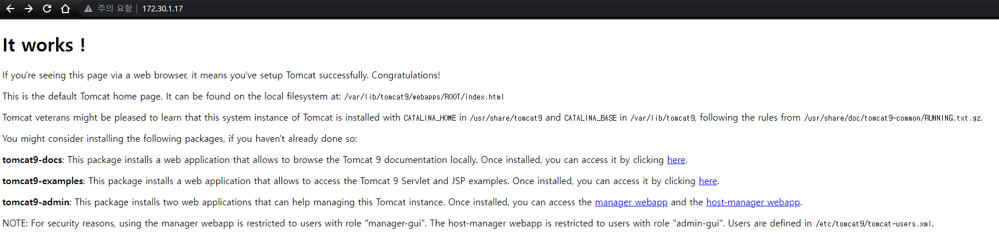 주의 요함 172.30.1.17
It works !
If you're seeing this page via a web browser, it means you've setup Tomcat successfully. Congratulations!
This is the default Tomcat home page. It can be found on the local filesystem at: /var/lib/tomcat9/webapps/ROOT/index.html
Tomcat veterans might be pleased to learn that this system instance of Tomcat is installed with CATALINA_HOME in /usr/share/tomcat9 and CATALINA_BASE in /var/lib/tomcat9, following the rules from /usr/share/doc/tomcat9-common/RUNNING.txt.gz.
You might consider installing the following packages, if you haven't already done so:
tomcat9-docs: This package installs a web application that allows to browse the Tomcat 9 documentation locally. Once installed, you can access it by clicking here.
tomcat9-examples: This package installs a web application that allows to access the Tomcat 9 Servlet and JSP examples. Once installed, you can access it by clicking here.
tomcat9-admin: This package installs two web applications that can help managing this Tomcat instance. Once installed, you can access the manager webapp and the host-manager webapp.
NOTE: For security reasons, using the manager webapp is restricted to users with role "manager-gui". The host-manager webapp is restricted to users with role "admin-gui". Users are defined in /etc/tomcat9/tomcat-users.xml.